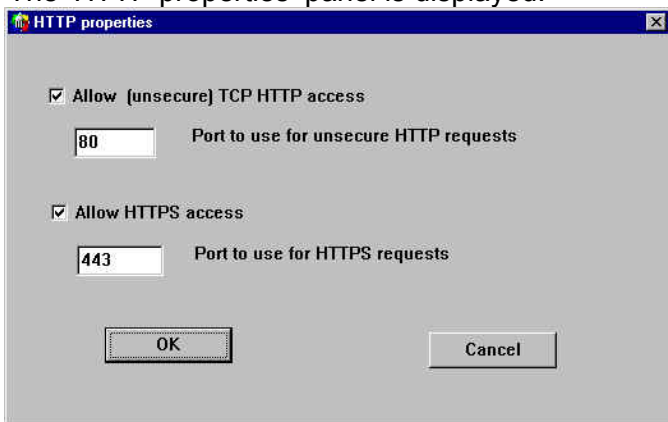 The HTTP properties panel is displayed.
HTTP properties
Allow (unsecure) TCP HTTP access
80 Port to use for unsecure HTTP requests
Allow HTTPS access
443 Port to use for HTTPS requests
OK Cancel